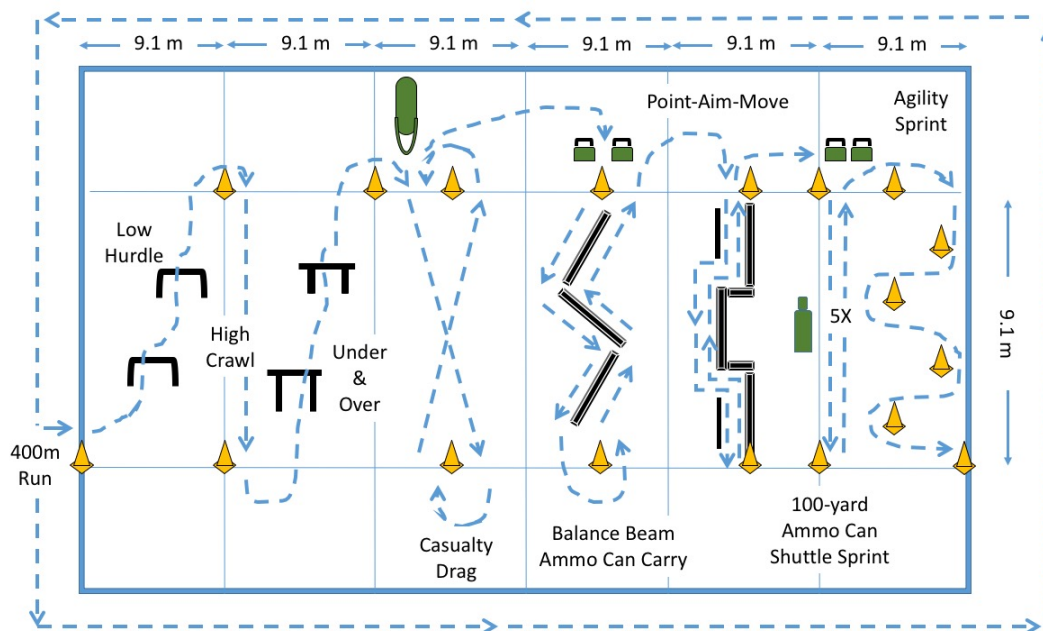 9.1 m
9.1 m
9.1 m
9.1 m
9.1 m
9.1 m
Point-Aim-Move
Agility
Sprint
Low
Hurdle
High
Crawl
Under
&
Over
5X
9.1 m
400m
Run
Casualty
Drag
Balance Beam
Ammo Can Carry
100-yard
Ammo Can
Shuttle Sprint